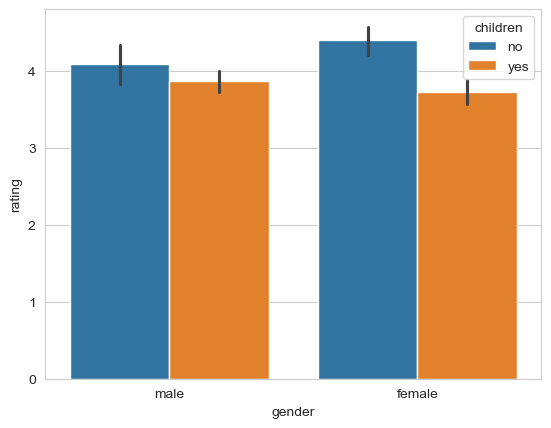 children
no
yes
4
3
2
1
0
rating
male
female
gender